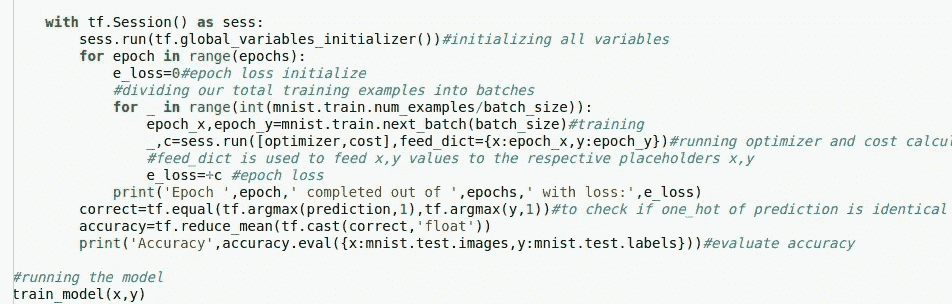 with tf.Session() as sess:
sess.run(tf.global_variables_initializer())#initializing all variables
for epoch in range(epochs):
e_loss=0#epoch loss initialize
#dividing our total training examples into batches
for _ in range(int(mnist.train.num_examples/batch_size)):
epoch_x,epoch_y=mnist.train.next_batch(batch_size)#training
_,c=sess.run([optimizer,cost],feed_dict={x:epoch_x,y:epoch_y})#running optimizer and cost calcul
#feed_dict is used to feed x,y values to the respective placeholders x,y
e_loss=÷c #epoch loss
print('Epoch ',epoch,' completed out of ',epochs,' with loss:',e_loss)
correct=tf.equal(tf.argmax(prediction,1),tf.argmax(y,1))#to check if one_hot of prediction is identical
accuracy=tf.reduce_mean(tf.cast(correct,'float'))
print('Accuracy',accuracy.eval({x:mnist.test.images,y:mnist.test.labels}))#evaluate accuracy
#running the model
train_model(x,y)